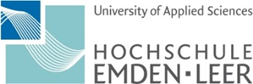 University of Applied Sciences
HOCHSCHULE
EMDEN·LEER